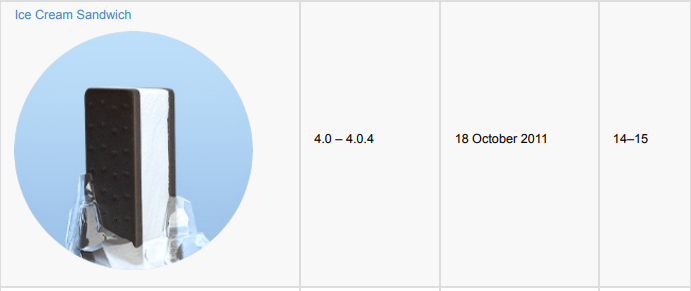 Ice Cream Sandwich
4.0 – 4.0.4
18 October 2011
14–15